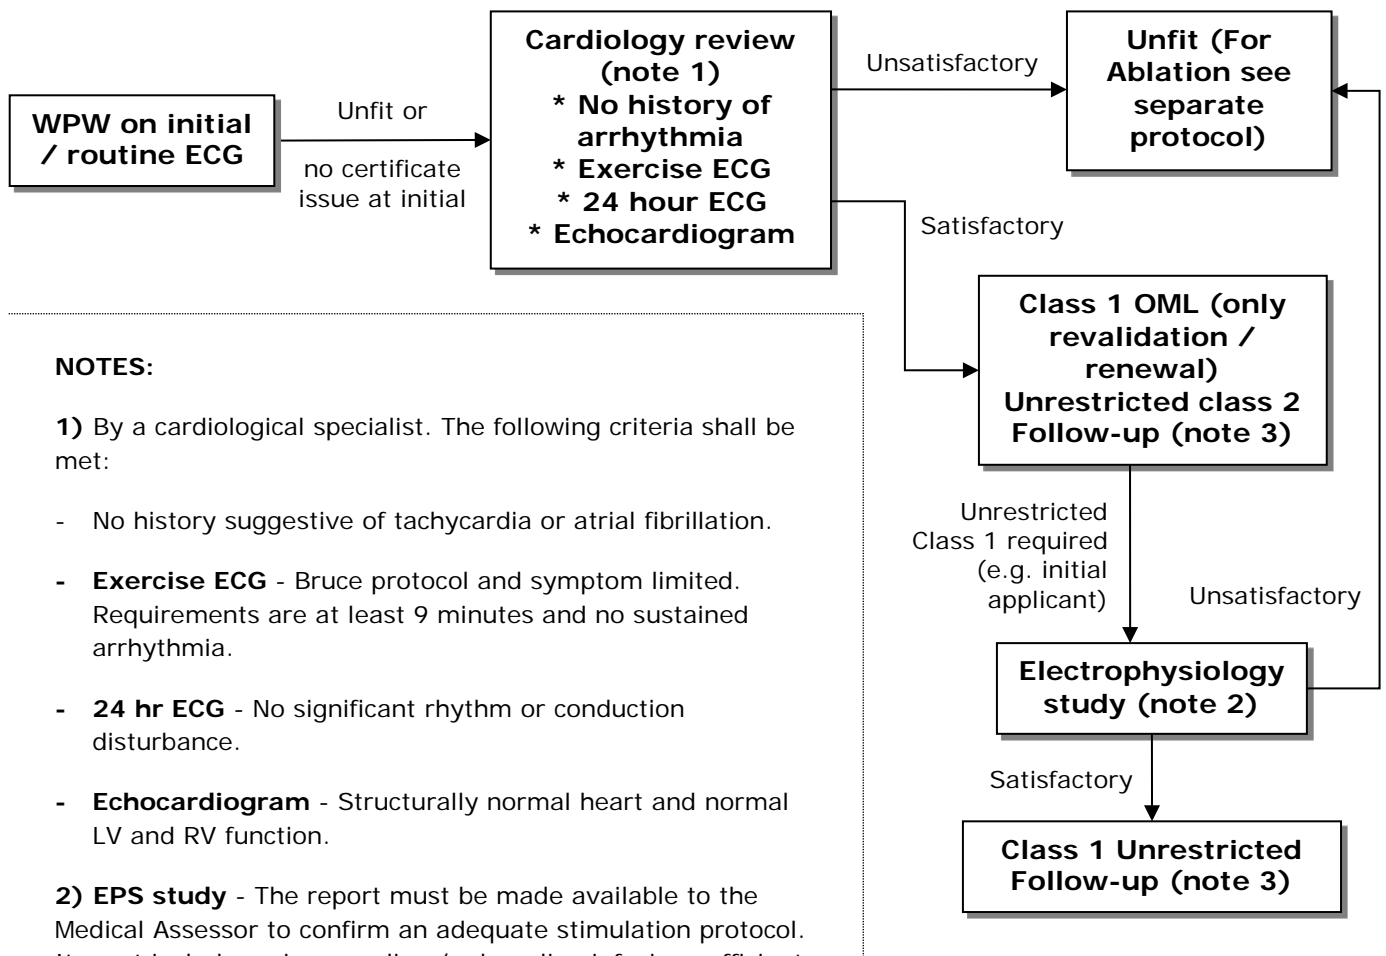 WPW on initial
/ routine ECG
Unfit or
no certificate
issue at initial
Cardiology review
(note 1)
* No history of
arrhythmia
* Exercise ECG
* 24 hour ECG
* Echocardiogram
Unsatisfactory
Unfit (For
Ablation see
separate
protocol)
Satisfactory
Class 1 OML (only
revalidation /
renewal)
Unrestricted class 2
Follow-up (note 3)
Unrestricted
Class 1 required
(e.g. initial
applicant)
Unsatisfactory
Electrophysiology
study (note 2)
Satisfactory
Class 1 Unrestricted
Follow-up (note 3)
NOTES:
1) By a cardiological specialist. The following criteria shall be
met:
- No history suggestive of tachycardia or atrial fibrillation.
- Exercise ECG - Bruce protocol and symptom limited.
Requirements are at least 9 minutes and no sustained
arrhythmia.
- 24 hr ECG - No significant rhythm or conduction
disturbance.
- Echocardiogram - Structurally normal heart and normal
LV and RV function.
2) EPS study - The report must be made available to the
Medical Assessor to confirm an adequate stimulation protocol.